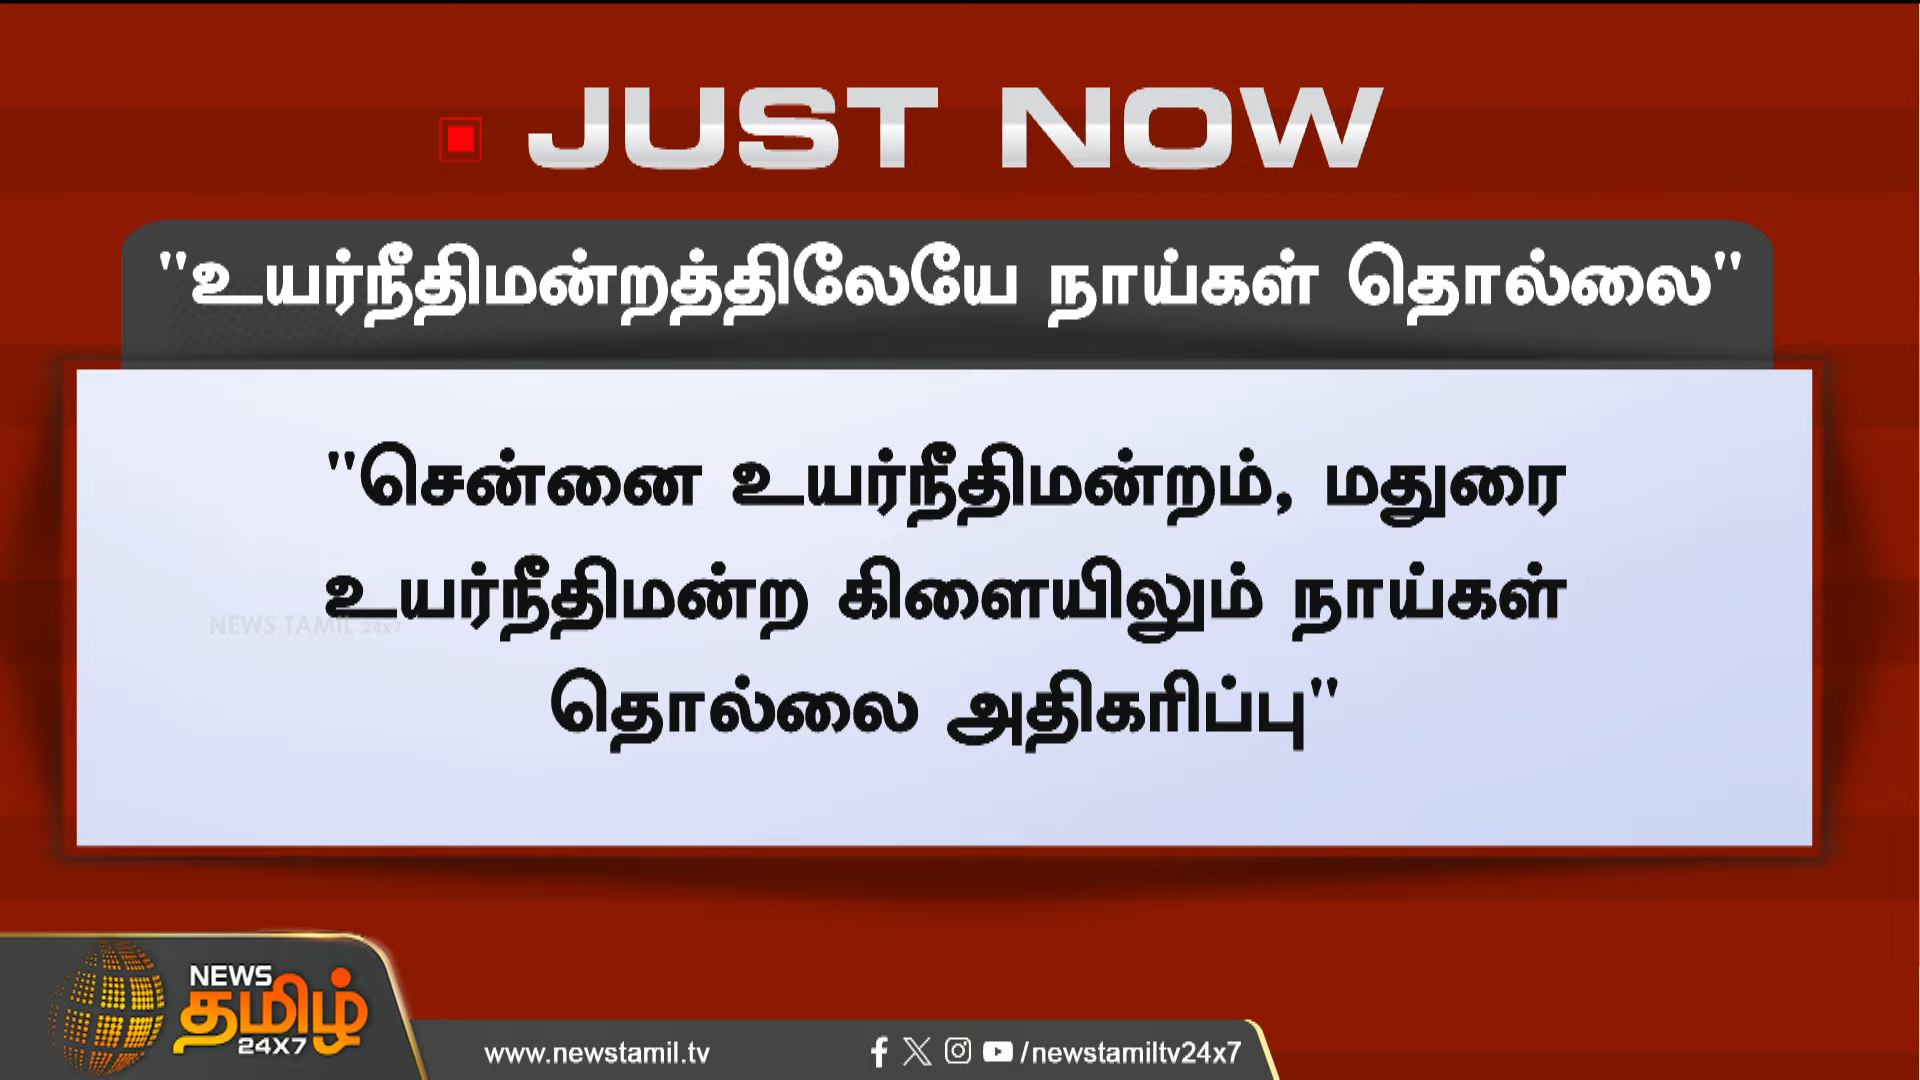 JUST NOW
"உயர்நீதிமன்றத்திலேயே நாய்கள் தொல்லை"
"சென்னை உயர்நீதிமன்றம், மதுரை
உயர்நீதிமன்ற கிளையிலும் நாய்கள்
தொல்லை அதிகரிப்பு"
NEWS TAMIL 24x7
NEWS
தமிழ்
24X7
www.newstamil.tv
/newstamiltv24x7